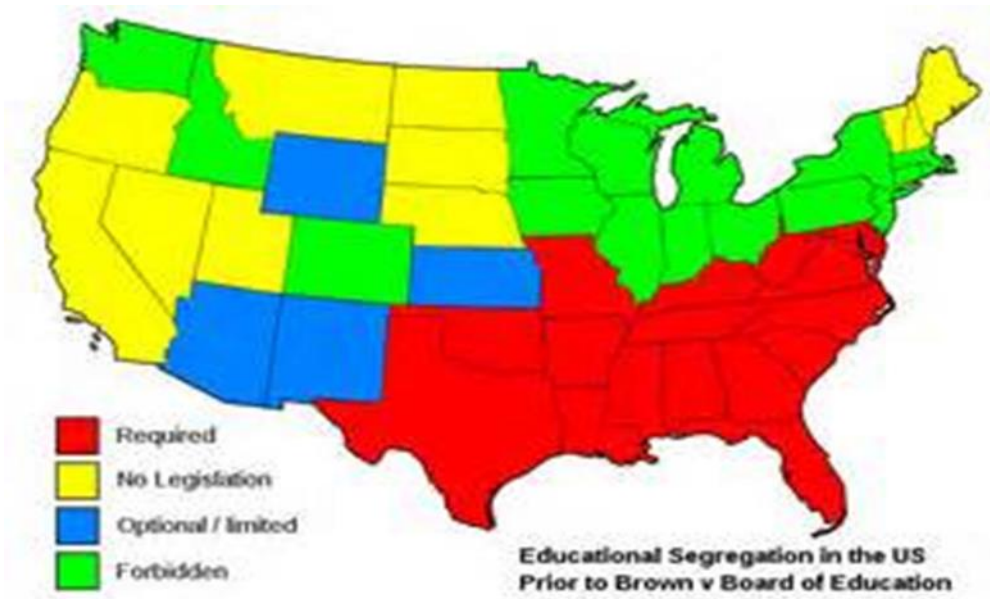 Required
No Legislation
Optional / limited
Forbidden
Educational Segregation in the US
Prior to Brown v Board of Education